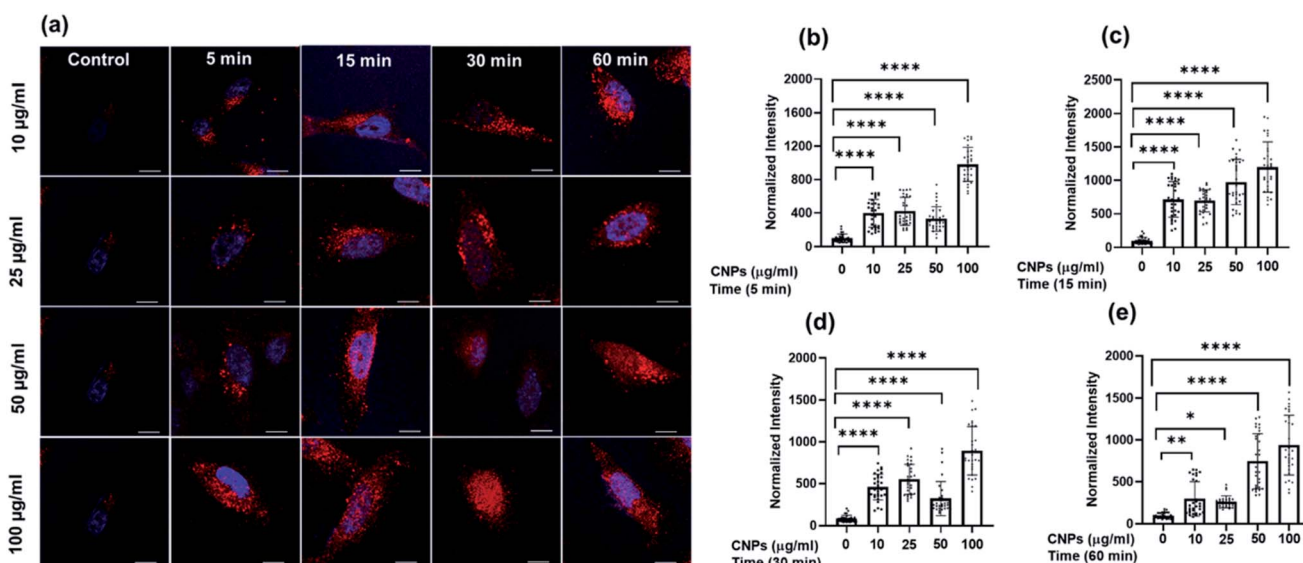 (a)
Control 5 min 15 min 30 min 60 min
10 µg/ml
25 µg/ml
50 µg/ml
100 µg/ml
(b)
Normalized Intensity
2000
1600
1200
800
400
0
****
****
****
****
0 10 25 50 100
CNPs (µg/ml)
Time (5 min)
(c)
Normalized Intensity
2500
2000
1500
1000
500
0
****
****
****
****
0 10 25 50 100
CNPs (µg/ml)
Time (15 min)
(d)
Normalized Intensity
2000
1500
1000
500
0
****
****
****
****
0 10 25 50 100
CNPs (µg/ml)
Time (30 min)
(e)
Normalized Intensity
2000
1500
1000
500
0
****
****
*
**
0 10 25 50 100
CNPs (µg/ml)
Time (60 min)